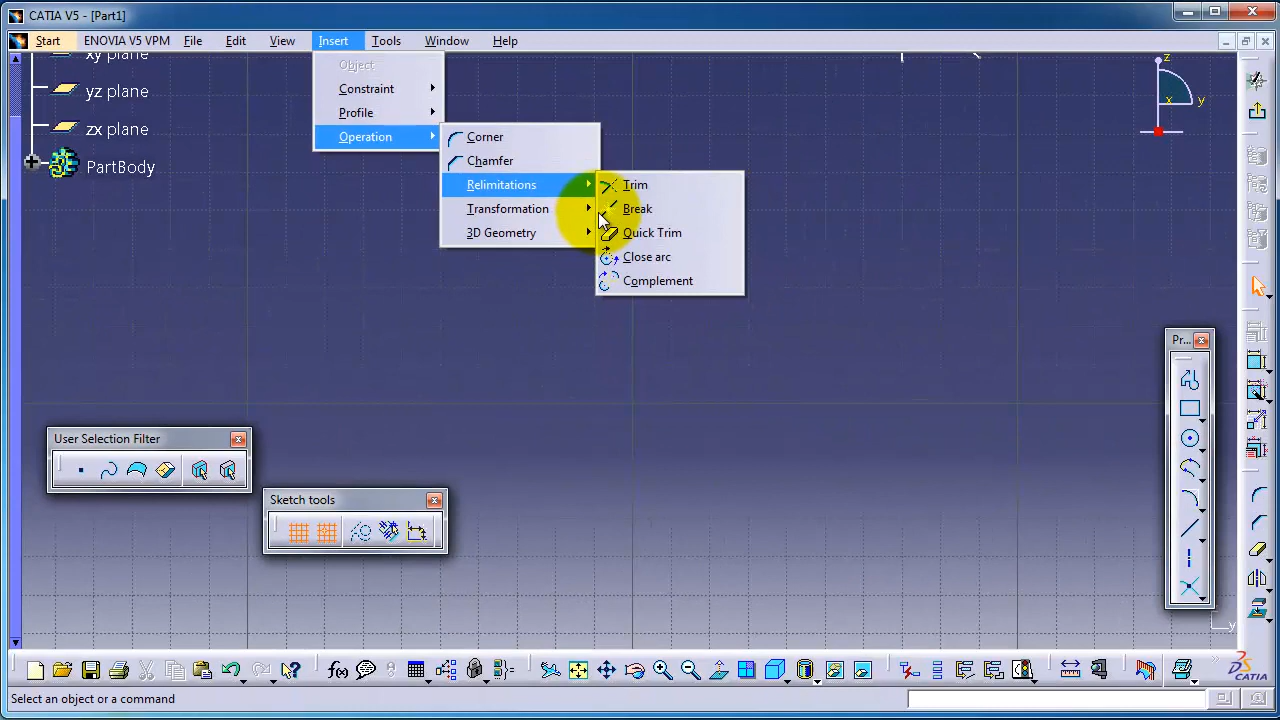 CATIA V5 - [Part1]
Start ENOVIA V5 VPM File Edit View Insert Tools Window Help
xy plane
yz plane
zx plane
PartBody
Object
Constraint
Profile
Operation
Corner
Chamfer
Relimitations
Transformation
3D Geometry
Trim
Break
Quick Trim
Close arc
Complement
z
x
y
Pr...
User Selection Filter
Sketch tools
y
f(x)
CATIA
Select an object or a command